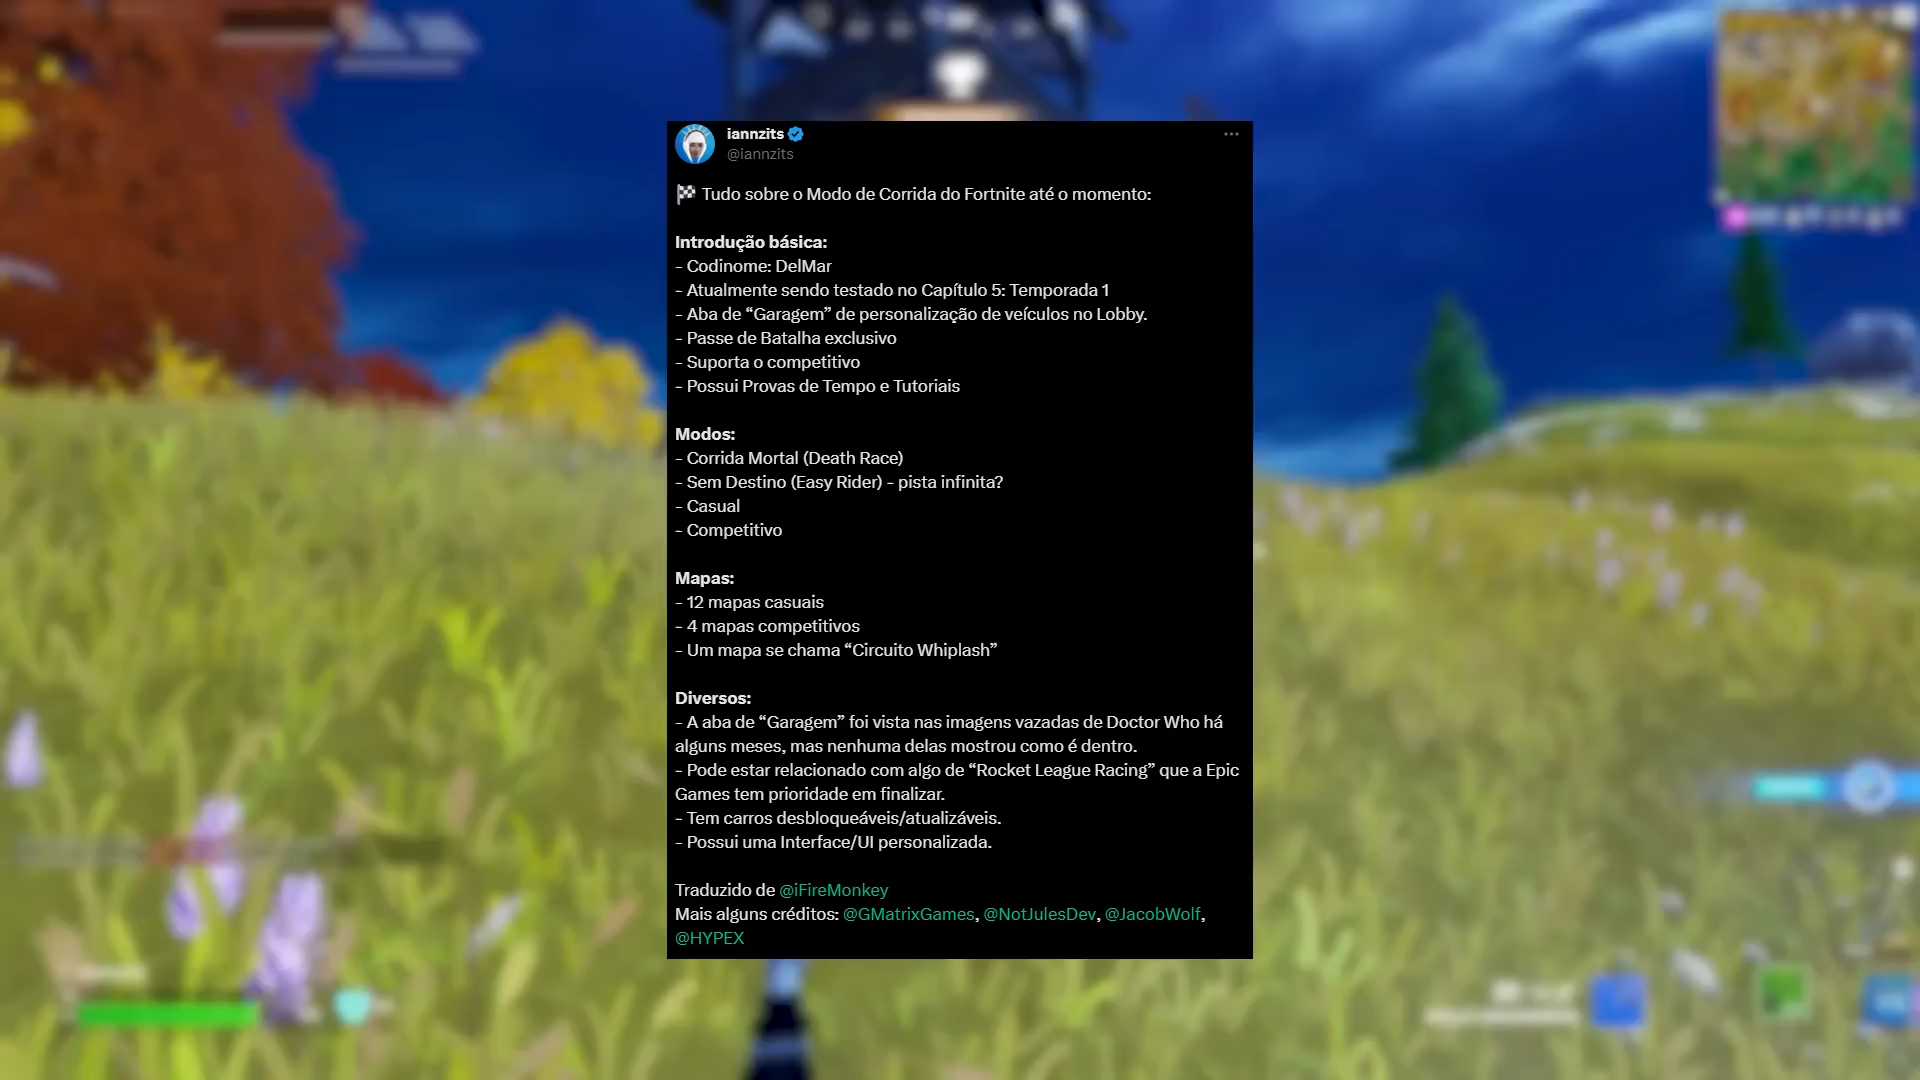 iannzits
@iannzits
🏁 Tudo sobre o Modo de Corrida do Fortnite até o momento:
Introdução básica:
- Codinome: DelMar
- Atualmente sendo testado no Capítulo 5: Temporada 1
- Aba de “Garagem” de personalização de veículos no Lobby.
- Passe de Batalha exclusivo
- Suporta o competitivo
- Possui Provas de Tempo e Tutoriais
Modos:
- Corrida Mortal (Death Race)
- Sem Destino (Easy Rider) - pista infinita?
- Casual
- Competitivo
Mapas:
- 12 mapas casuais
- 4 mapas competitivos
- Um mapa se chama “Circuito Whiplash”
Diversos:
- A aba de “Garagem” foi vista nas imagens vazadas de Doctor Who há
alguns meses, mas nenhuma delas mostrou como é dentro.
- Pode estar relacionado com algo de “Rocket League Racing” que a Epic
Games tem prioridade em finalizar.
- Tem carros desbloqueáveis/atualizáveis.
- Possui uma Interface/UI personalizada.
Traduzido de @iFireMonkey
Mais alguns créditos: @GMatrixGames, @NotJulesDev, @JacobWolf,
@HYPEX